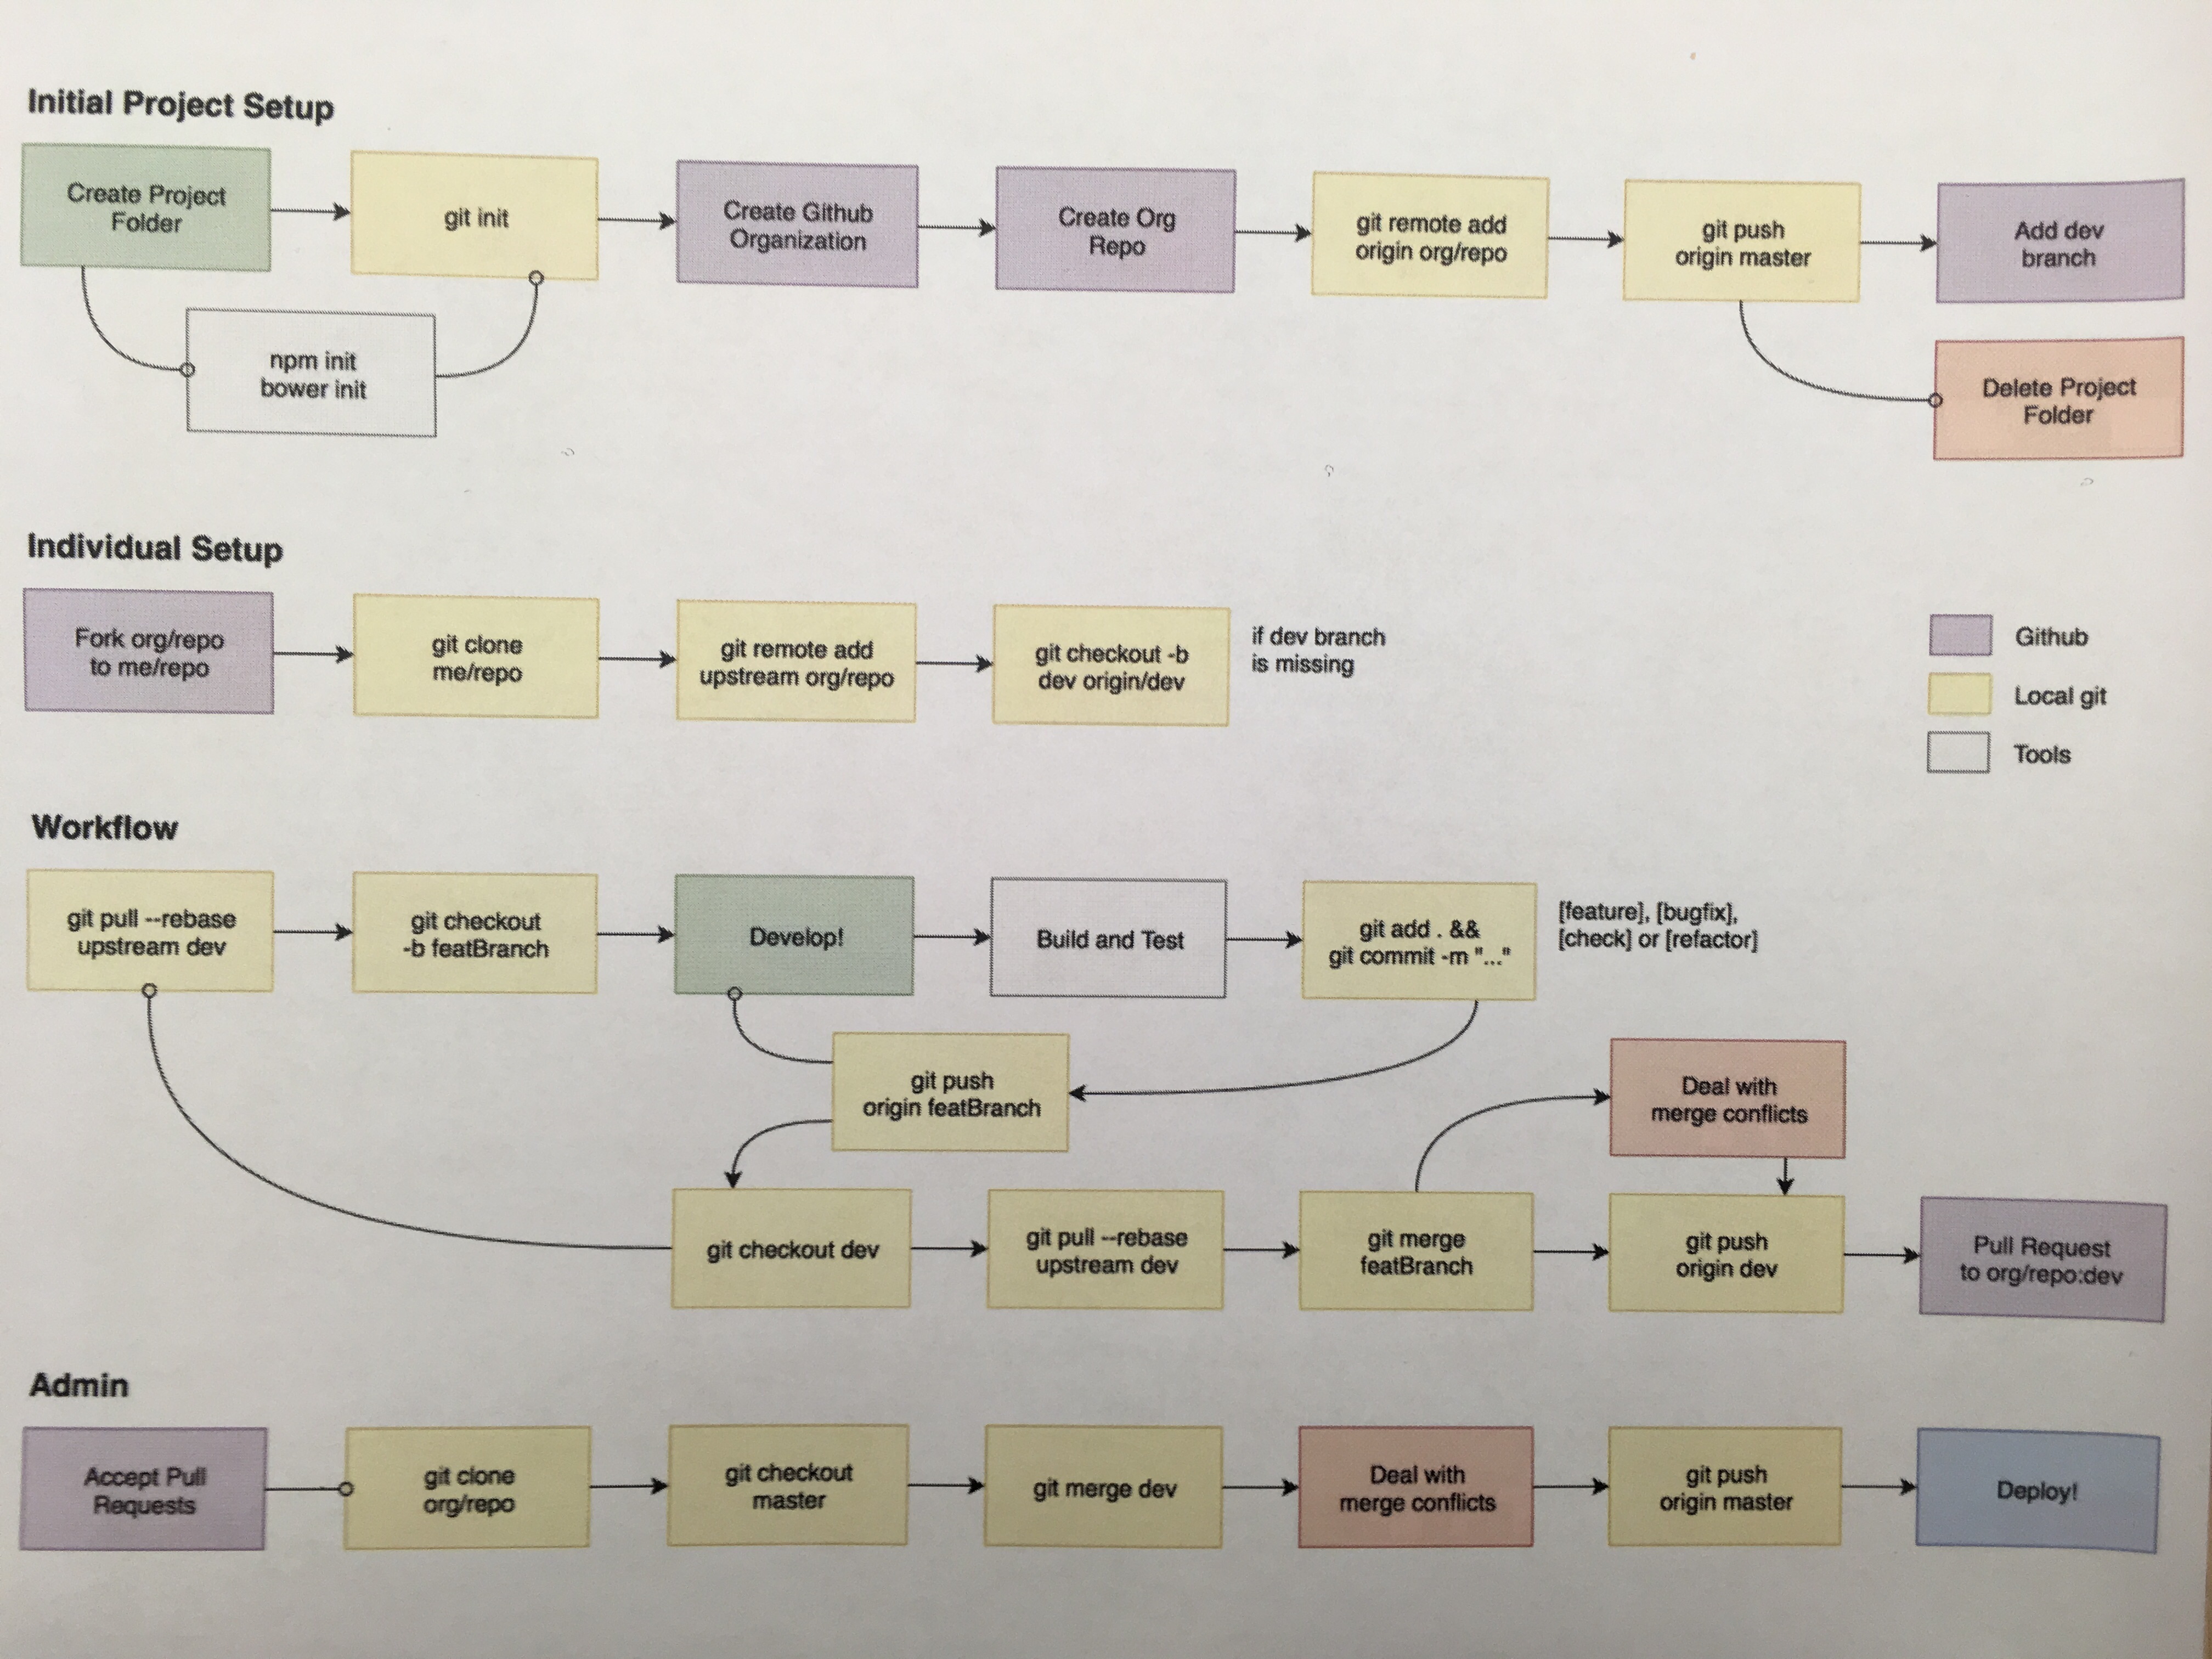 Initial Project Setup
Create Project
Folder
git init
Create Github
Organization
Create Org
Repo
git remote add
origin org/repo
git push
origin master
Add dev
branch
npm init
bower init
Delete Project
Folder
Individual Setup
Fork org/repo
to me/repo
git clone
me/repo
git remote add
upstream org/repo
git checkout -b
dev origin/dev
if dev branch
is missing
Github
Local git
Tools
Workflow
git pull --rebase
upstream dev
git checkout
-b featBranch
Develop!
Build and Test
git add . &&
git commit -m "..."
[feature], [bugfix],
[check] or [refactor]
git push
origin featBranch
Deal with
merge conflicts
git checkout dev
git pull --rebase
upstream dev
git merge
featBranch
git push
origin dev
Pull Request
to org/repo:dev
Admin
Accept Pull
Requests
git clone
org/repo
git checkout
master
git merge dev
Deal with
merge conflicts
git push
origin master
Deploy!